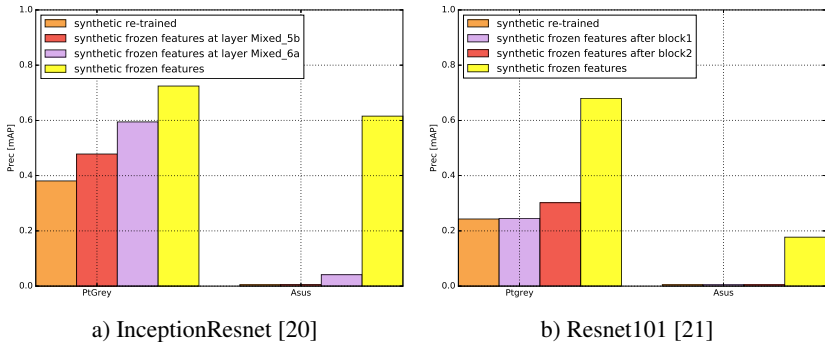 1.0
0.8
0.6
0.4
0.2
0.0
Prec [mAP]
synthetic re-trained
synthetic frozen features at layer Mixed_5b
synthetic frozen features at layer Mixed_6a
synthetic frozen features
PtGrey
Asus
a) InceptionResnet [20]
1.0
0.8
0.6
0.4
0.2
0.0
Prec [mAP]
synthetic re-trained
synthetic frozen features after block1
synthetic frozen features after block2
synthetic frozen features
Ptgrey
Asus
b) Resnet101 [21]